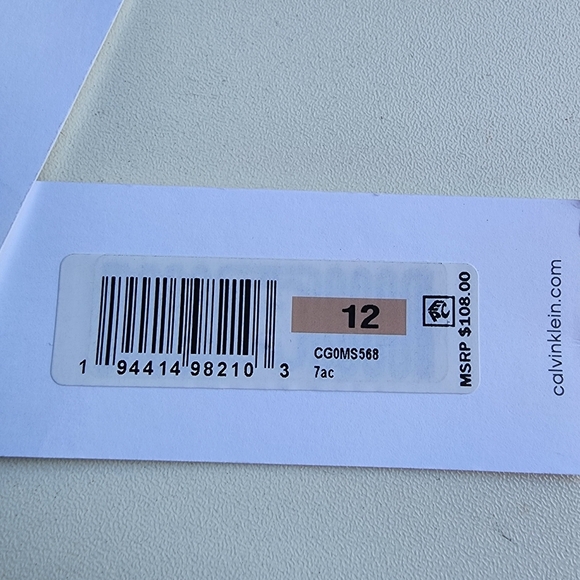 12
CG0MS568
7ac
1 94414 98210 3
MSRP $108.00
calvinklein.com